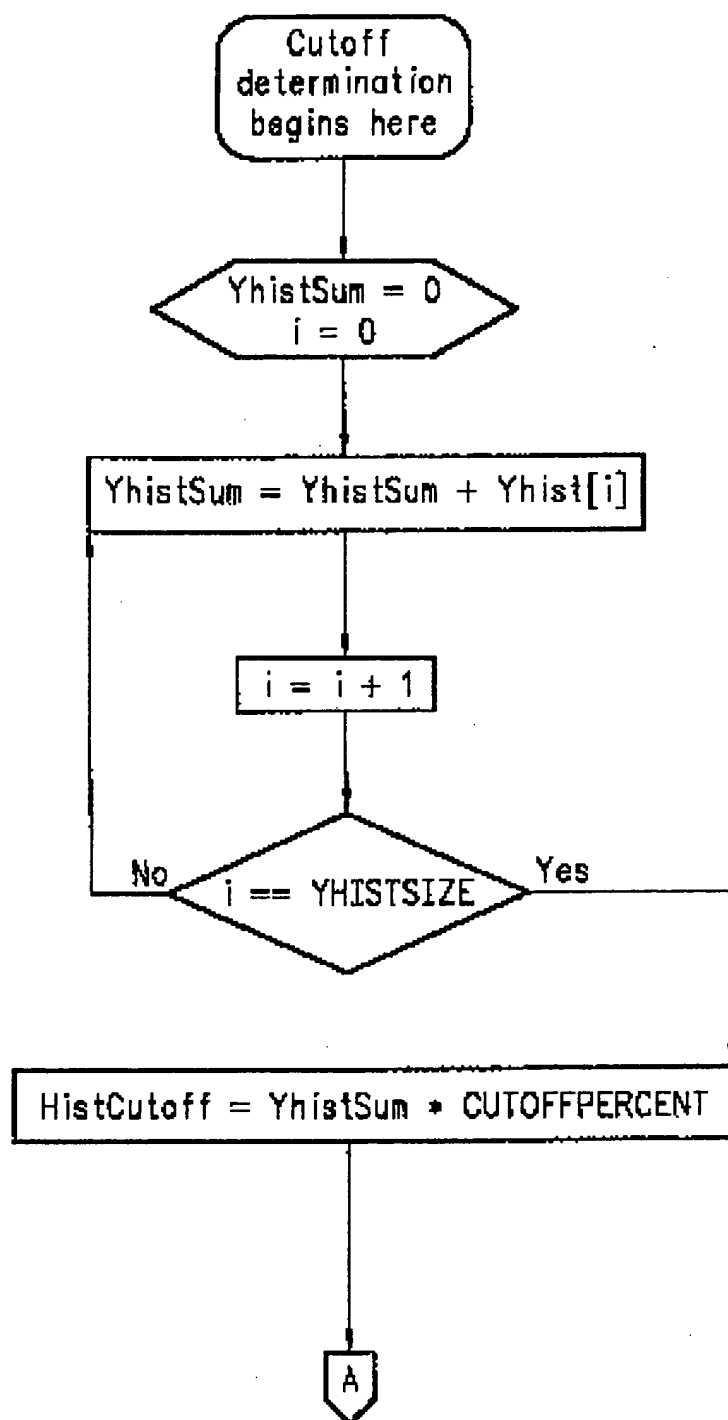 Cutoff
determination
begins here
YhistSum = 0
i = 0
YhistSum = YhistSum + Yhist[i]
i = i + 1
No
i == YHISTSIZE
Yes
HistCutoff = YhistSum * CUTOFFPERCENT
A